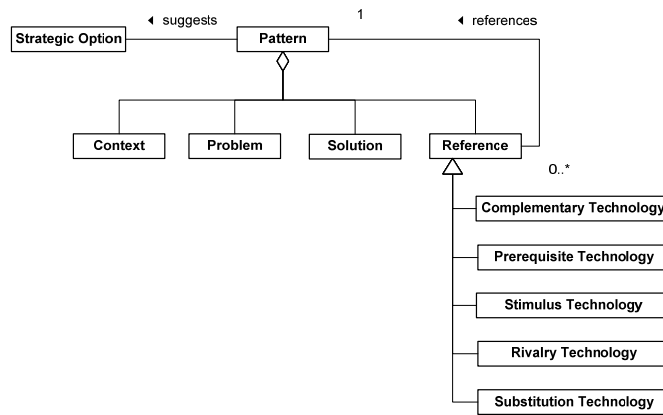 ◄ suggests
1
◄ references
Strategic Option
Pattern
Context
Problem
Solution
Reference
0..*
Complementary Technology
Prerequisite Technology
Stimulus Technology
Rivalry Technology
Substitution Technology